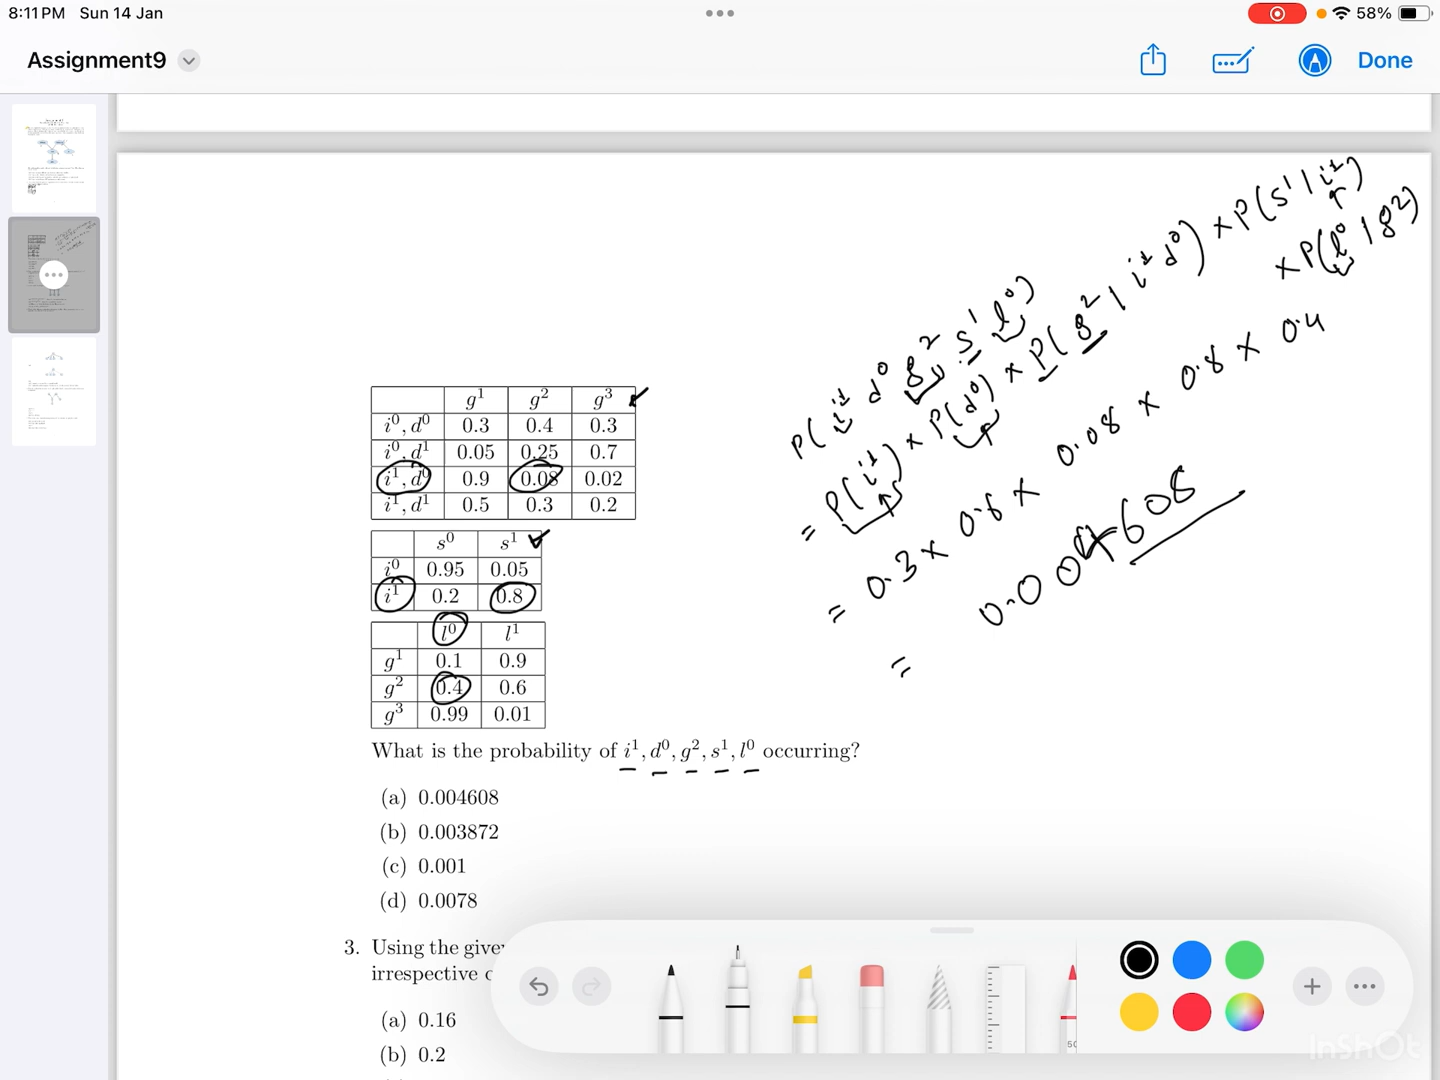 8:11 PM Sun 14 Jan
58%
Assignment9
Done
g¹ g² g³
i⁰, d⁰ 0.3 0.4 0.3
i⁰, d¹ 0.05 0.25 0.7
i¹, d⁰ 0.9 0.08 0.02
i¹, d¹ 0.5 0.3 0.2
s⁰ s¹
i⁰ 0.95 0.05
i¹ 0.2 0.8
l⁰ l¹
g¹ 0.1 0.9
g² 0.4 0.6
g³ 0.99 0.01
P(i¹ d⁰ g² s¹ l⁰)
= P(i¹) × P(d⁰) × P(g² | i¹ d⁰) × P(s¹ | i¹)
× P(l⁰ | g²)
= 0.3 × 0.6 × 0.08 × 0.8 × 0.4
= 0.004608
What is the probability of i¹, d⁰, g², s¹, l⁰ occurring?
(a) 0.004608
(b) 0.003872
(c) 0.001
(d) 0.0078
3. Using the give
irrespective
(a) 0.16
(b) 0.2
InShOt